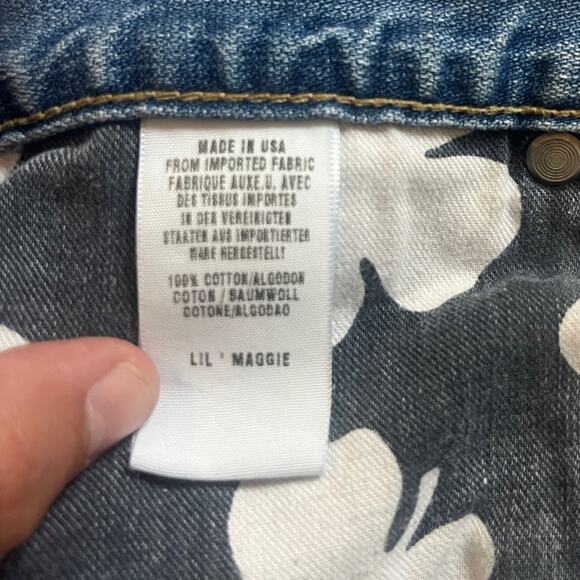 MADE IN USA
FROM IMPORTED FABRIC
FABRIQUE AUX E.U. AVEC
DES TISSUS IMPORTES
IN DER VEREINIGTEN
STAATEN AUS IMPORTIERTER
WARE HERGESTELLT
100% COTTON/ALGODON
COTON / BAUMWOLL
COTONE/ALGODAO
LIL ' MAGGIE